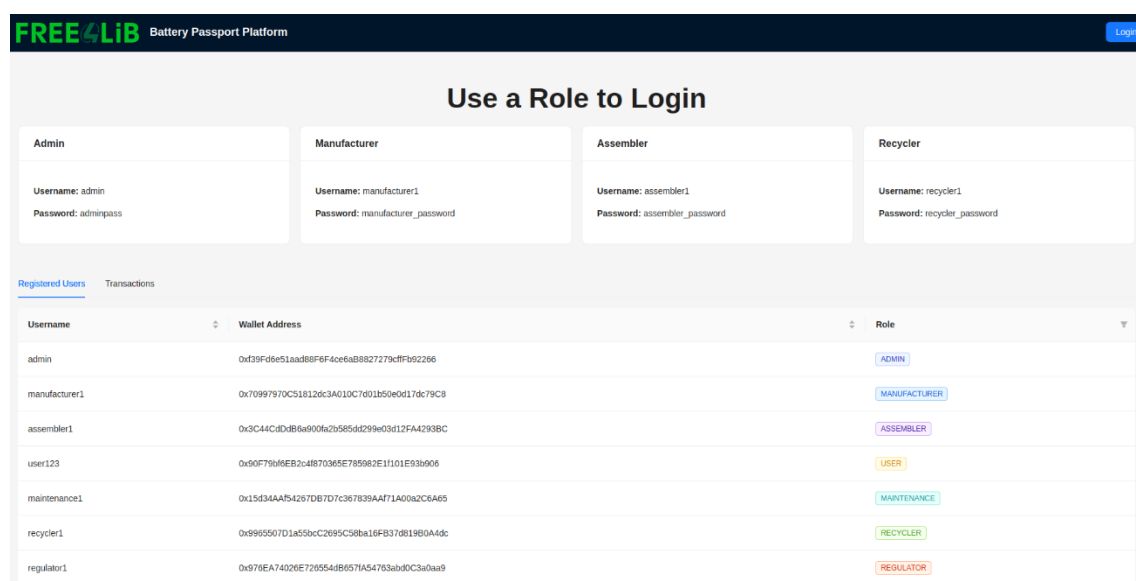 FREE4LiB Battery Passport Platform Login
Use a Role to Login
Admin Manufacturer Assembler Recycler
Username: admin Username: manufacturer1 Username: assembler1 Username: recycler1
Password: adminpass Password: manufacturer_password Password: assembler_password Password: recycler_password
Registered Users Transactions
Username Wallet Address Role
admin 0xf39Fd6e51aad88F6F4ce6aB8827279cffFb92266 ADMIN
manufacturer1 0x70997970C51812dc3A010C7d01b50e0d17dc79C8 MANUFACTURER
assembler1 0x3C44CdDdB6a900fa2b585dd299e03d12FA4293BC ASSEMBLER
user123 0x90F79bf6EB2c4f870365E785982E1f101E93b906 USER
maintenance1 0x15d34AAf54267DB7D7c367839AAf71A00a2C6A65 MAINTENANCE
recycler1 0x9965507D1a55bcC2695C58ba16FB37d819B0A4dc RECYCLER
regulator1 0x976EA74026E726554dB657fA54763abd0C3a0aa9 REGULATOR